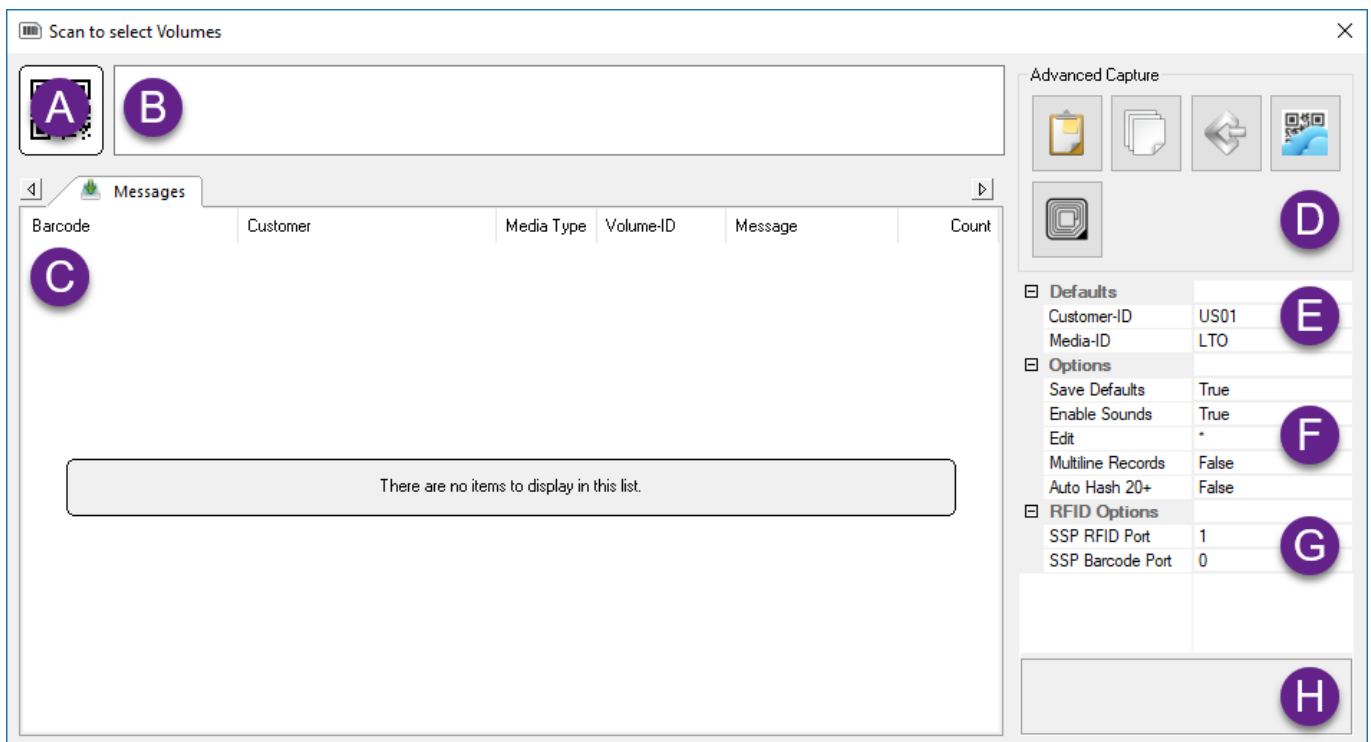 Scan to select Volumes
A
B
Advanced Capture
Messages
D
Barcode Customer Media Type Volume-ID Message Count
C
Defaults
E
Customer-ID US01
Media-ID LTO
Options
Save Defaults True
Enable Sounds True
F
Edit *
Multiline Records False
Auto Hash 20+ False
There are no items to display in this list.
RFID Options
SSP RFID Port 1
G
SSP Barcode Port 0
H